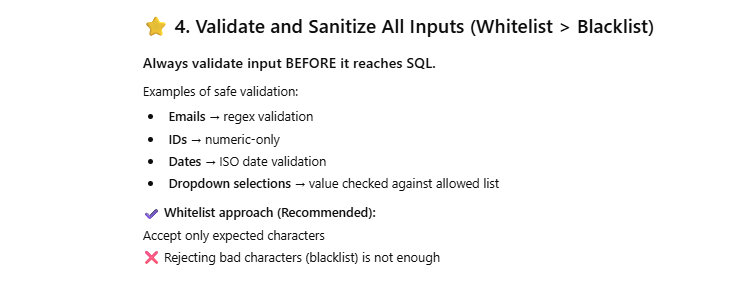 ⭐ 4. Validate and Sanitize All Inputs (Whitelist > Blacklist)
Always validate input BEFORE it reaches SQL.
Examples of safe validation:
• Emails → regex validation
• IDs → numeric-only
• Dates → ISO date validation
• Dropdown selections → value checked against allowed list
✔ Whitelist approach (Recommended):
Accept only expected characters
❌ Rejecting bad characters (blacklist) is not enough